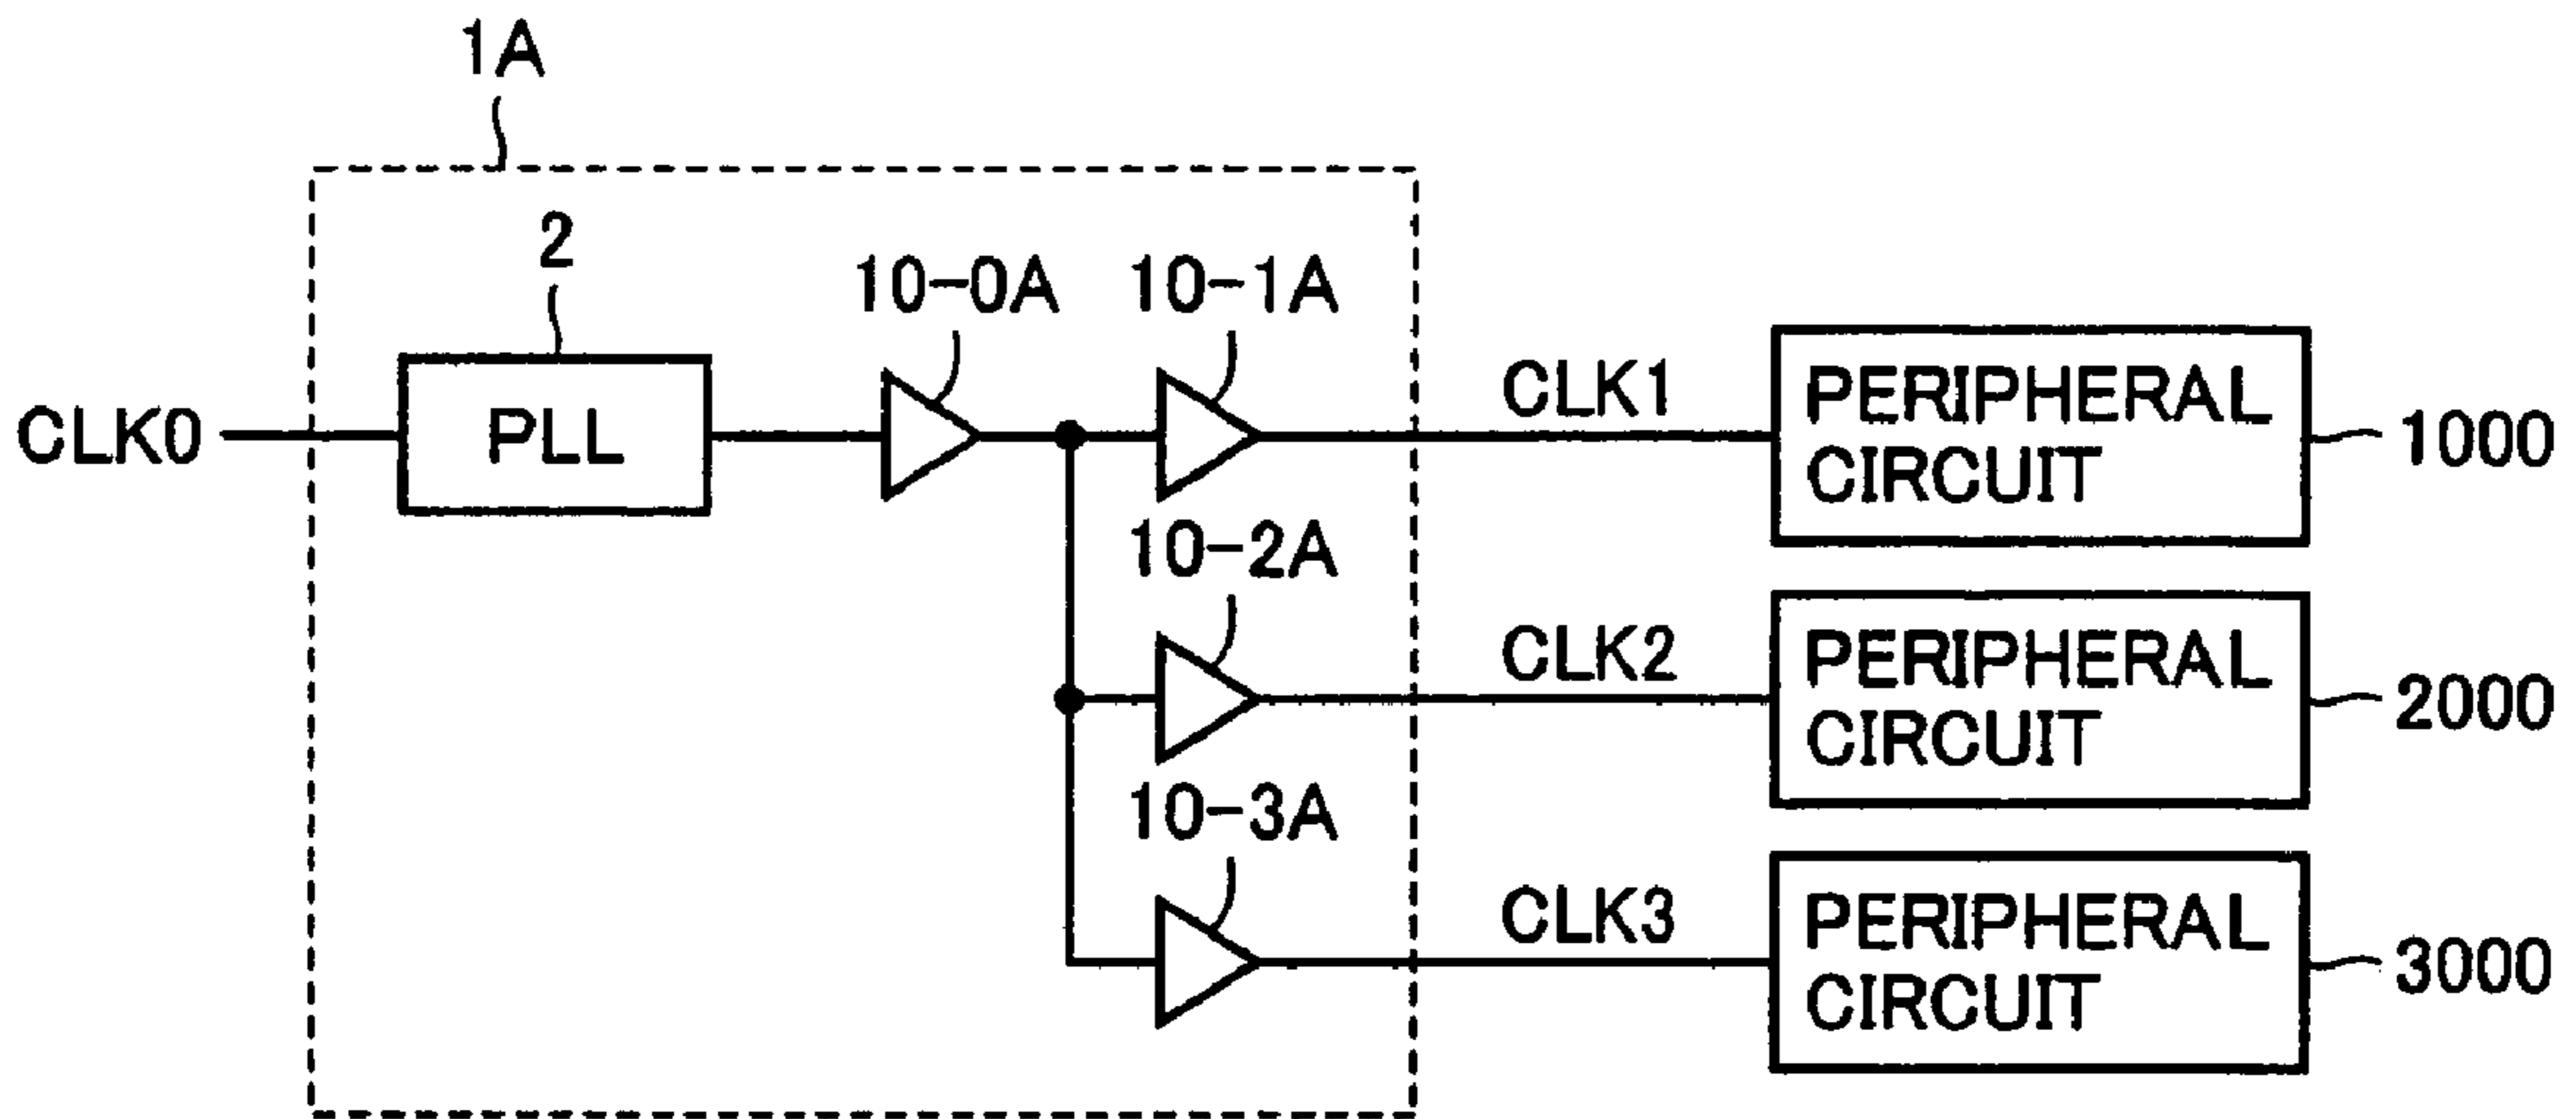 1A
2
10-0A
10-1A
CLK0
PLL
CLK1
PERIPHERAL
CIRCUIT
1000
10-2A
CLK2
PERIPHERAL
CIRCUIT
2000
10-3A
CLK3
PERIPHERAL
CIRCUIT
3000